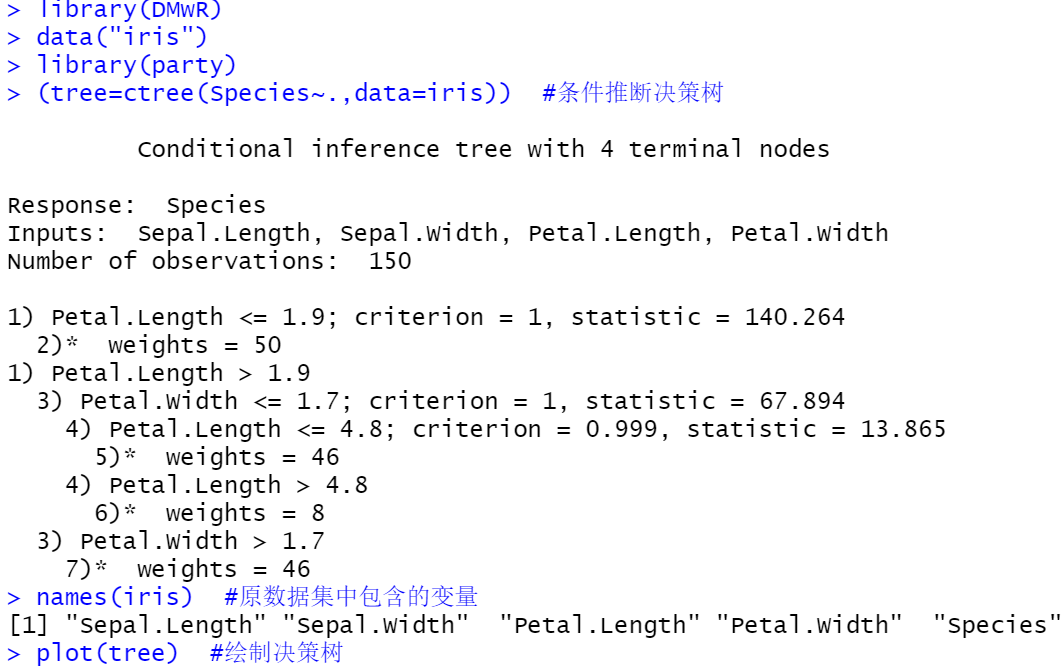 > library(DMwR)
> data("iris")
> library(party)
> (tree=ctree(Species~.,data=iris))  #条件推断决策树
Conditional inference tree with 4 terminal nodes
Response:  Species
Inputs:  Sepal.Length, Sepal.Width, Petal.Length, Petal.Width
Number of observations:  150
1) Petal.Length <= 1.9; criterion = 1, statistic = 140.264
2)*  weights = 50
1) Petal.Length > 1.9
3) Petal.Width <= 1.7; criterion = 1, statistic = 67.894
4) Petal.Length <= 4.8; criterion = 0.999, statistic = 13.865
5)*  weights = 46
4) Petal.Length > 4.8
6)*  weights = 8
3) Petal.Width > 1.7
7)*  weights = 46
> names(iris)  #原数据集中包含的变量
[1] "Sepal.Length" "Sepal.Width"  "Petal.Length" "Petal.Width"  "Species"
> plot(tree)  #绘制决策树